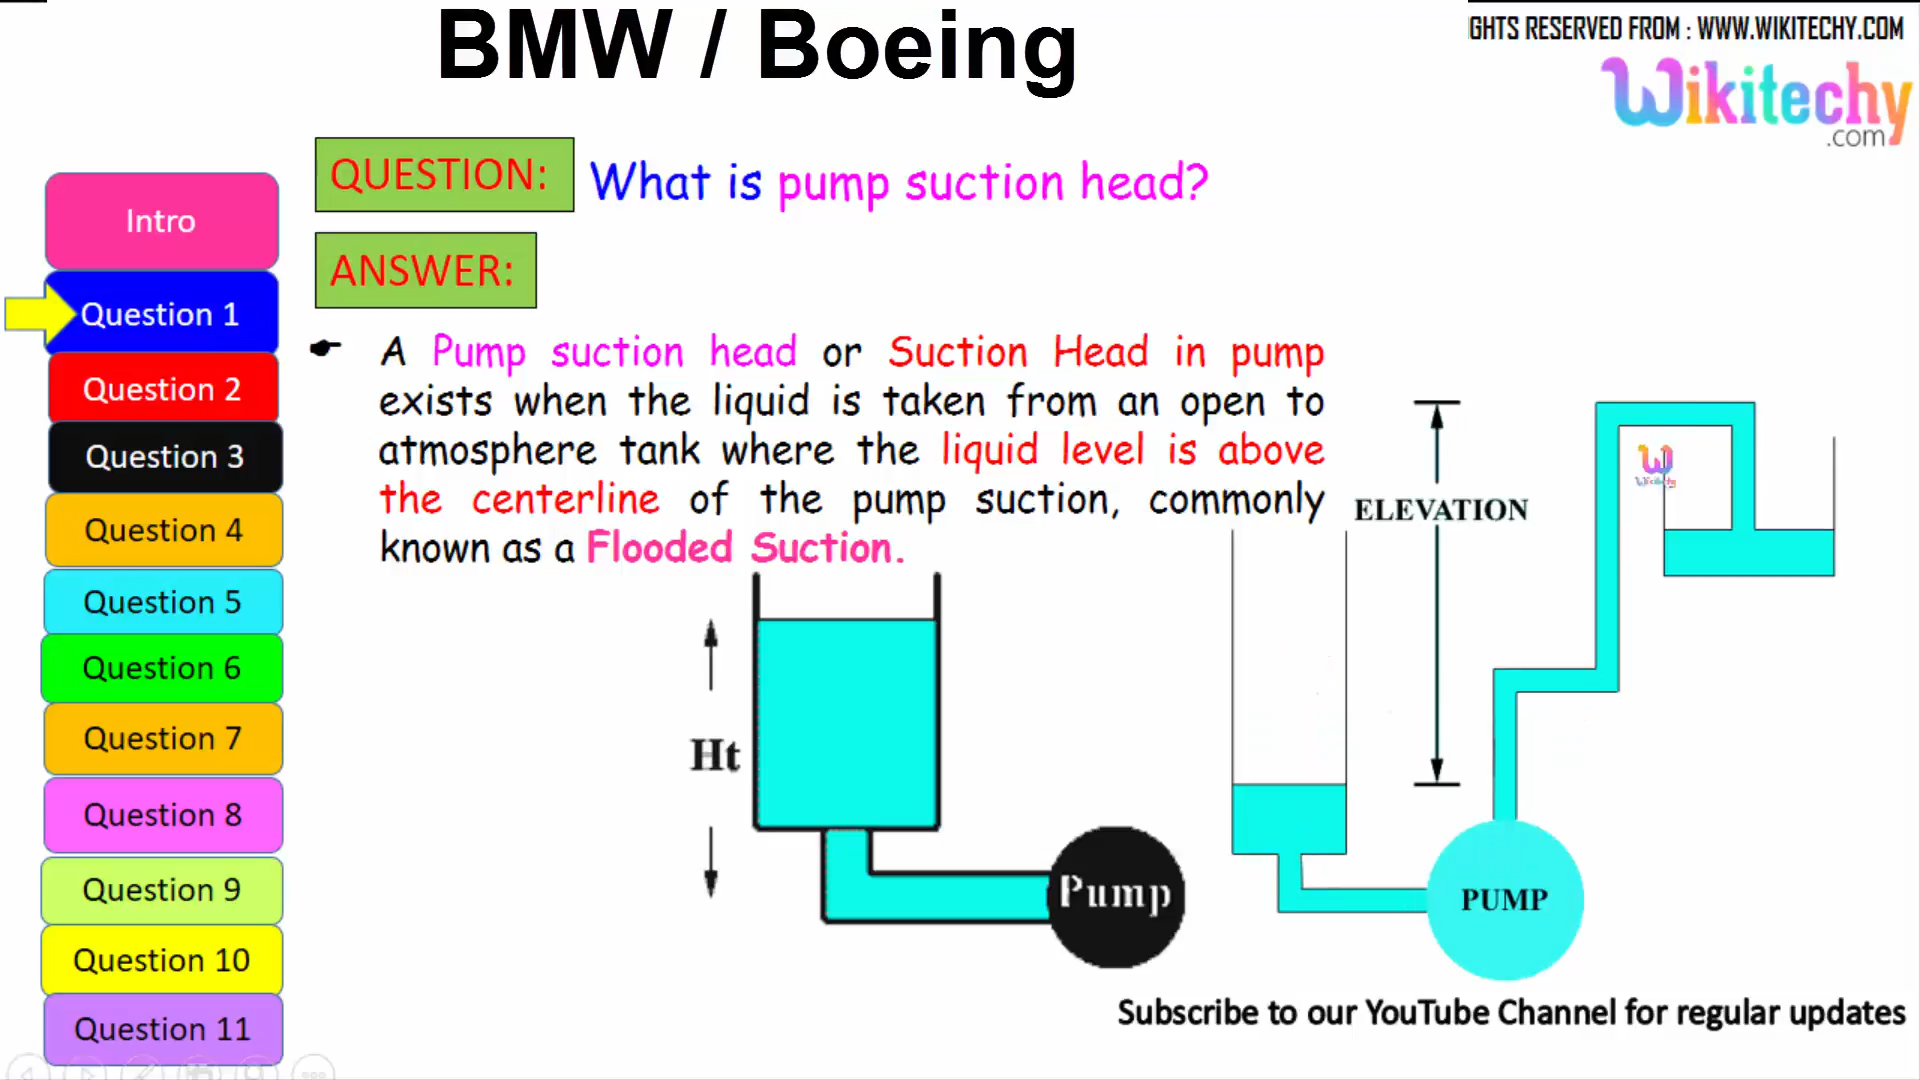 BMW / Boeing
GHTS RESERVED FROM : WWW.WIKITECHY.COM
Wikitechy
.com
QUESTION: What is pump suction head?
ANSWER:
Intro
Question 1
Question 2
Question 3
Question 4
Question 5
Question 6
Question 7
Question 8
Question 9
Question 10
Question 11
A Pump suction head or Suction Head in pump
exists when the liquid is taken from an open to
atmosphere tank where the liquid level is above
the centerline of the pump suction, commonly
known as a Flooded Suction.
Ht
Pump
ELEVATION
Wikitechy
PUMP
Subscribe to our YouTube Channel for regular updates